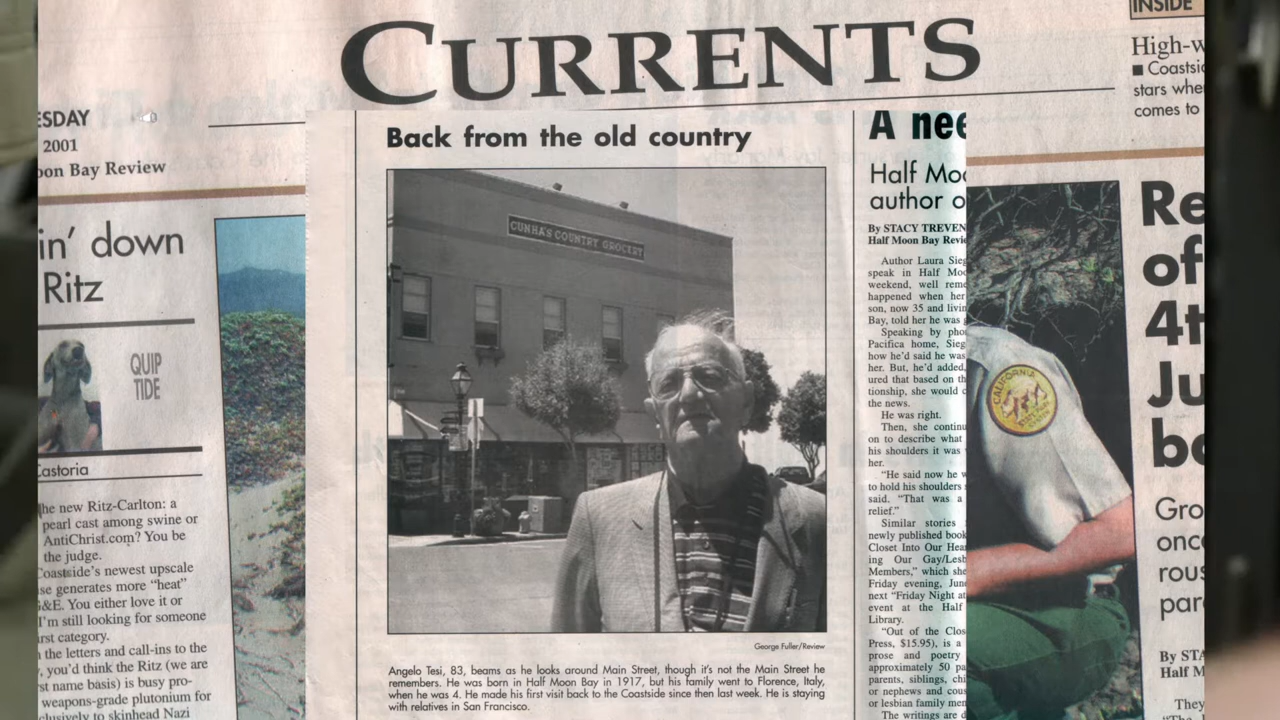 CURRENTS
INSIDE
High-w
■ Coastsid
stars whe
comes to
ESDAY
2001
oon Bay Review
in' down
Ritz
QUIP
TIDE
Castoria
he new Ritz-Carlton: a
pearl cast among swine or
AntiChrist.com? You be
the judge.
Coastside's newest upscale
se generates more "heat"
&E. You either love it or
I'm still looking for someone
rst category.
the letters and call-ins to the
, you'd think the Ritz (we are
st name basis) is busy pro-
weapons-grade plutonium for
clusively to skinhead Nazi
Back from the old country
CUNHA'S COUNTRY GROCERY
George Fuller/Review
Angelo Tesi, 83, beams as he looks around Main Street, though it's not the Main Street he
remembers. He was born in Half Moon Bay in 1917, but his family went to Florence, Italy,
when he was 4. He made his first visit back to the Coastside since then last week. He is staying
with relatives in San Francisco.
A nee
Half Moo
author o
By STACY TREVEN
Half Moon Bay Revie
Author Laura Sieg
speak in Half Moo
weekend, well reme
happened when her
son, now 35 and livin
Bay, told her he was
Speaking by pho
Pacifica home, Sieg
how he'd said he was
her. But, he'd added,
ured that based on th
tionship, she would c
the news.
He was right.
Then, she continu
on to describe what
his shoulders it was
her.
"He said now he w
to hold his shoulders
said. "That was a
relief."
Similar stories
newly published book
Closet Into Our Hear
ing Our Gay/Lesb
Members," which she
Friday evening, June
next "Friday Night at
event at the Half
Library.
"Out of the Clos
Press, $15.95), is a
prose and poetry
approximately 50 pa
parents, siblings, chi
or nephews and cous
or lesbian family men
The writings are d
CALIFORNIA
Re
of
4t
Ju
ba
Gro
once
rous
par
By STA
Half M
They
"The